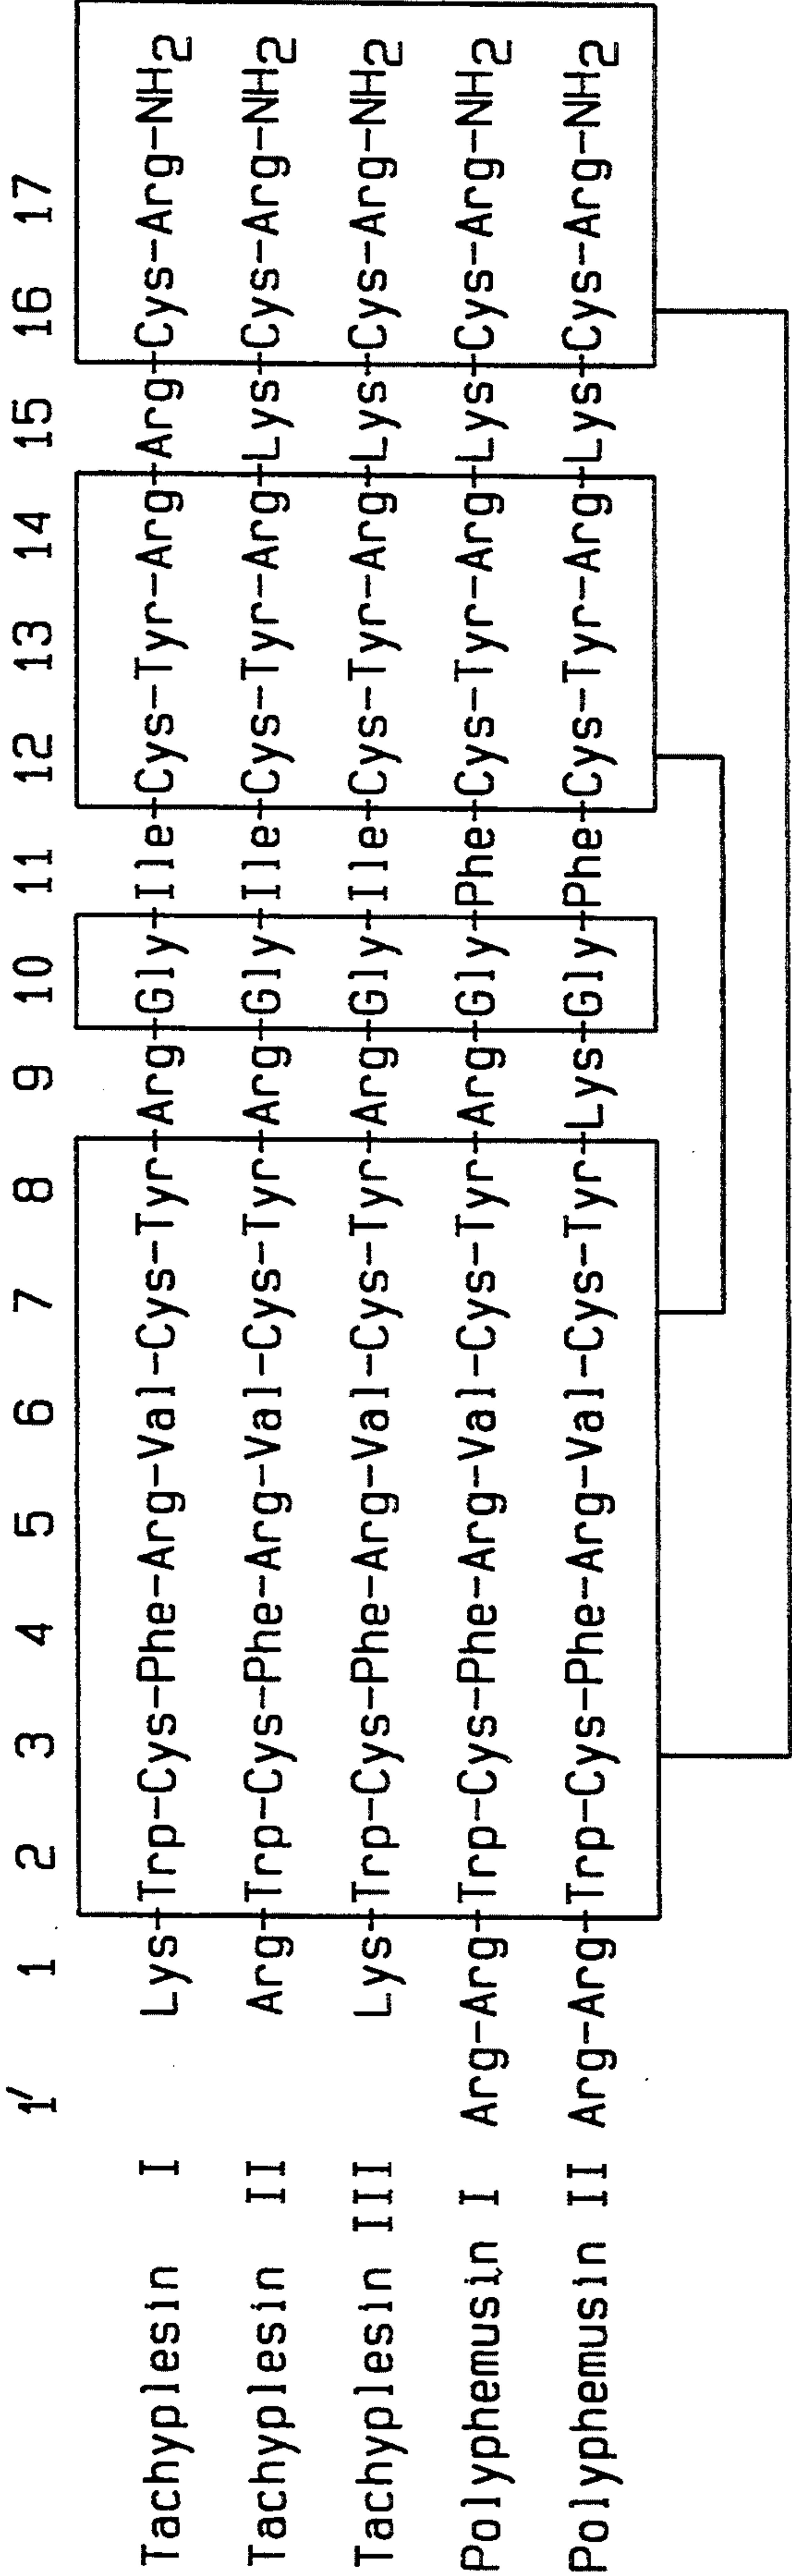 1′ 1 2 3 4 5 6 7 8 9 10 11 12 13 14 15 16 17
Tachyplesin I Lys-Trp-Cys-Phe-Arg-Val-Cys-Tyr-Arg-Gly-Ile-Cys-Tyr-Arg-Arg-Cys-Arg-NH2
Tachyplesin II Arg-Trp-Cys-Phe-Arg-Val-Cys-Tyr-Arg-Gly-Ile-Cys-Tyr-Arg-Lys-Cys-Arg-NH2
Tachyplesin III Lys-Trp-Cys-Phe-Arg-Val-Cys-Tyr-Arg-Gly-Ile-Cys-Tyr-Arg-Lys-Cys-Arg-NH2
Polyphemusin I Arg-Arg-Trp-Cys-Phe-Arg-Val-Cys-Tyr-Arg-Gly-Phe-Cys-Tyr-Arg-Lys-Cys-Arg-NH2
Polyphemusin II Arg-Arg-Trp-Cys-Phe-Arg-Val-Cys-Tyr-Lys-Gly-Phe-Cys-Tyr-Arg-Lys-Cys-Arg-NH2